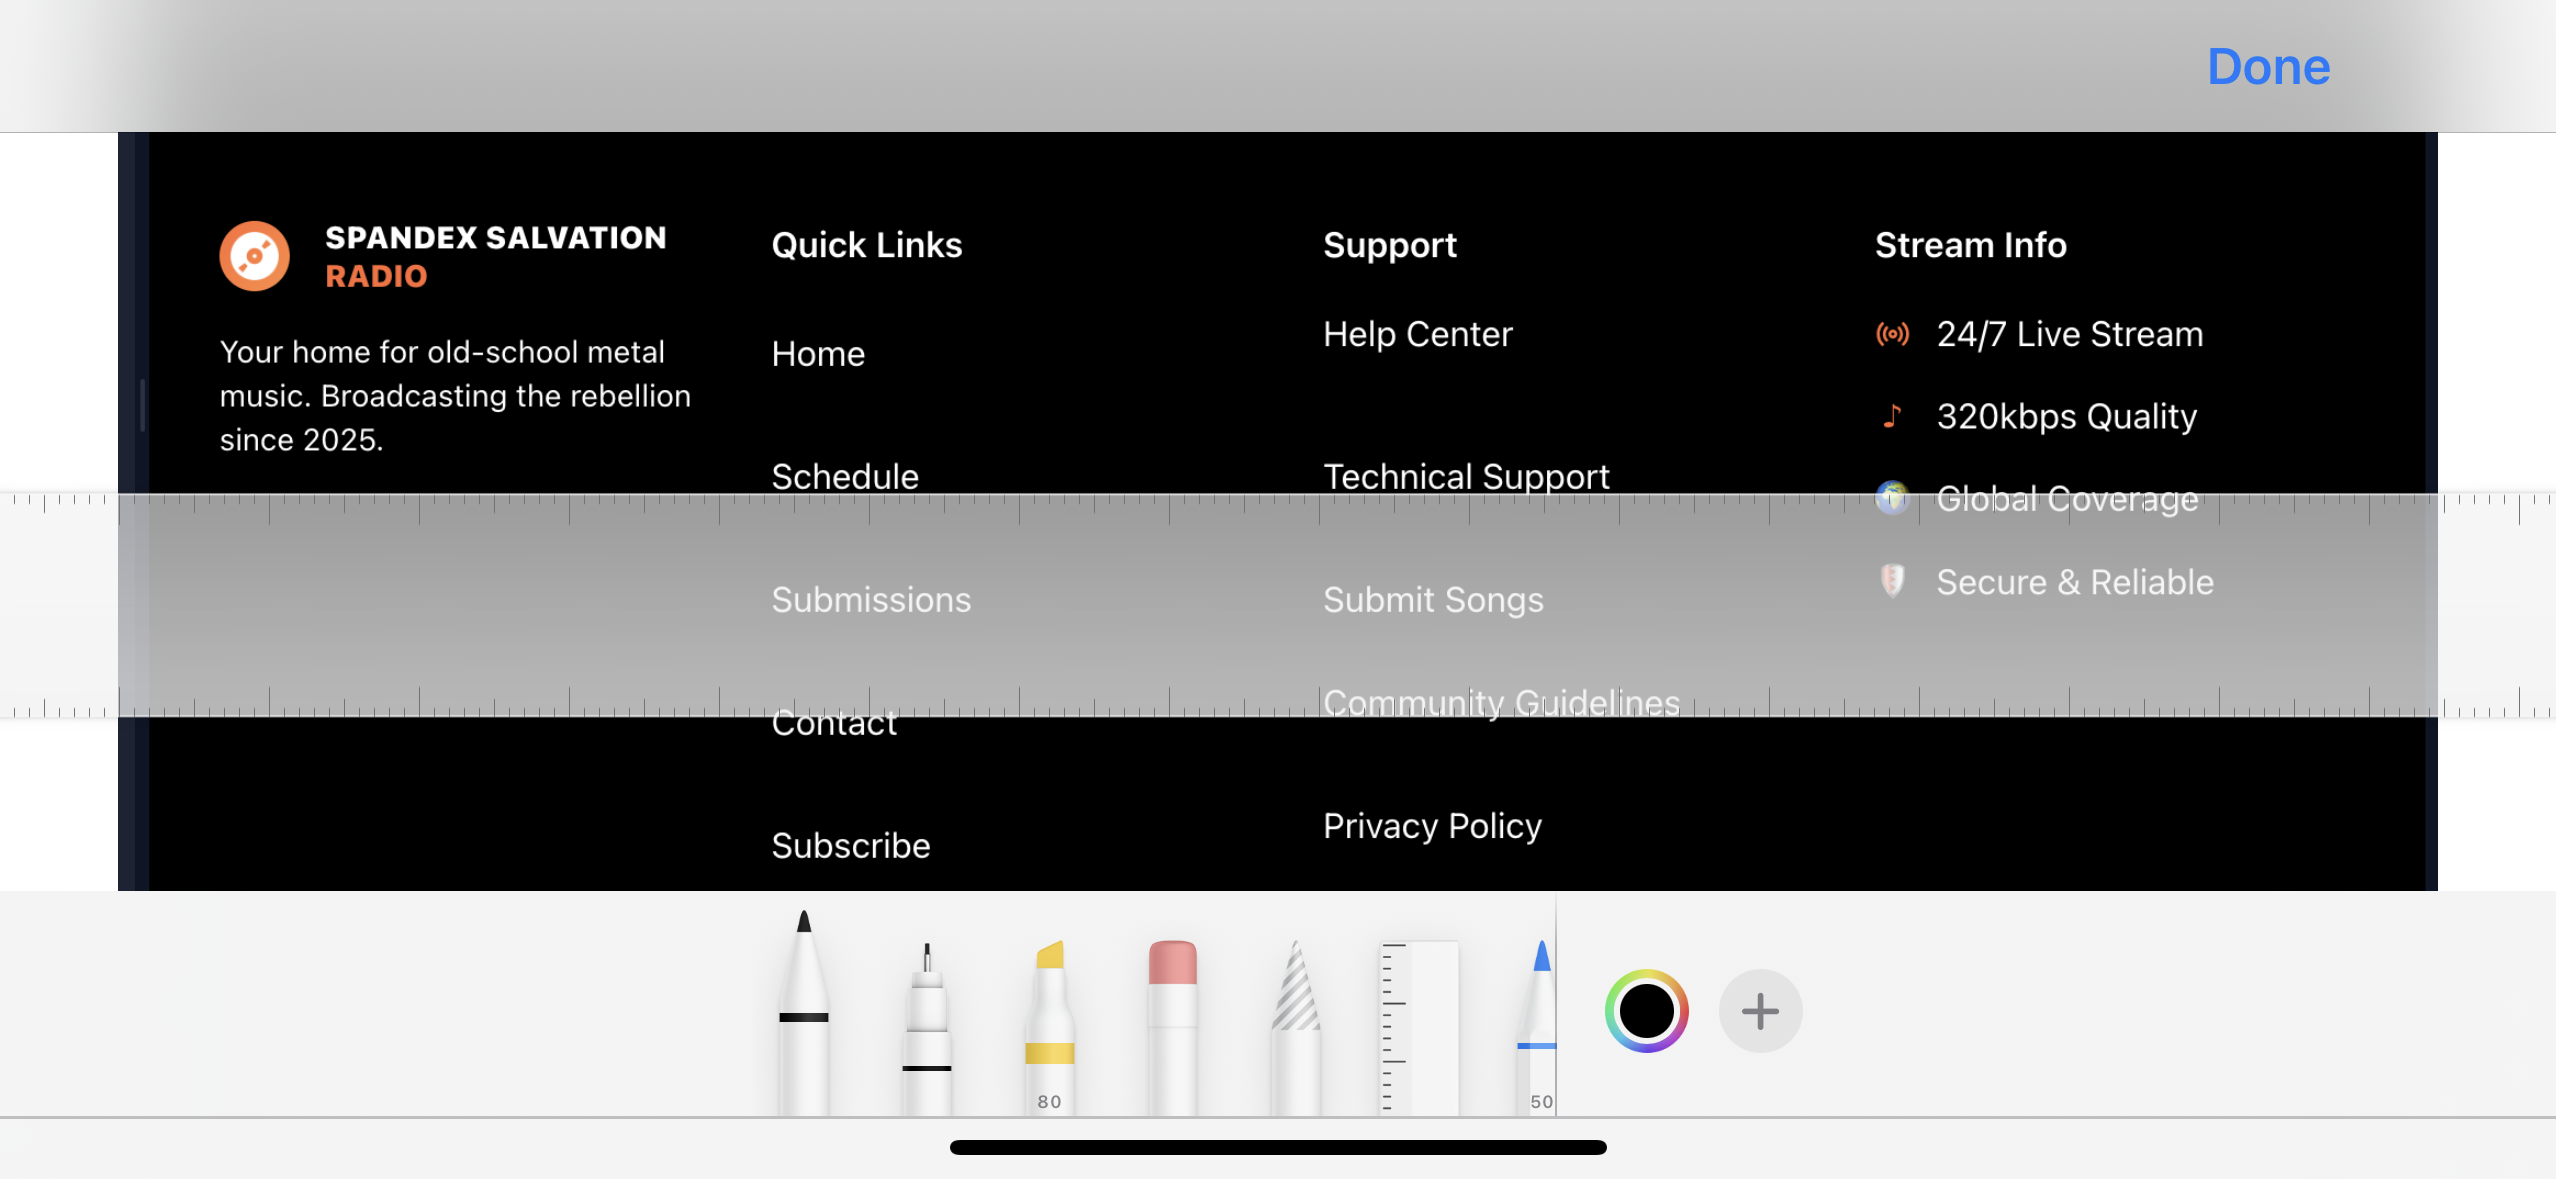 Done
SPANDEX SALVATION
RADIO
Your home for old-school metal
music. Broadcasting the rebellion
since 2025.
Quick Links
Home
Schedule
Submissions
Contact
Subscribe
Support
Help Center
Technical Support
Submit Songs
Community Guidelines
Privacy Policy
Stream Info
24/7 Live Stream
320kbps Quality
Global Coverage
Secure & Reliable
80
50